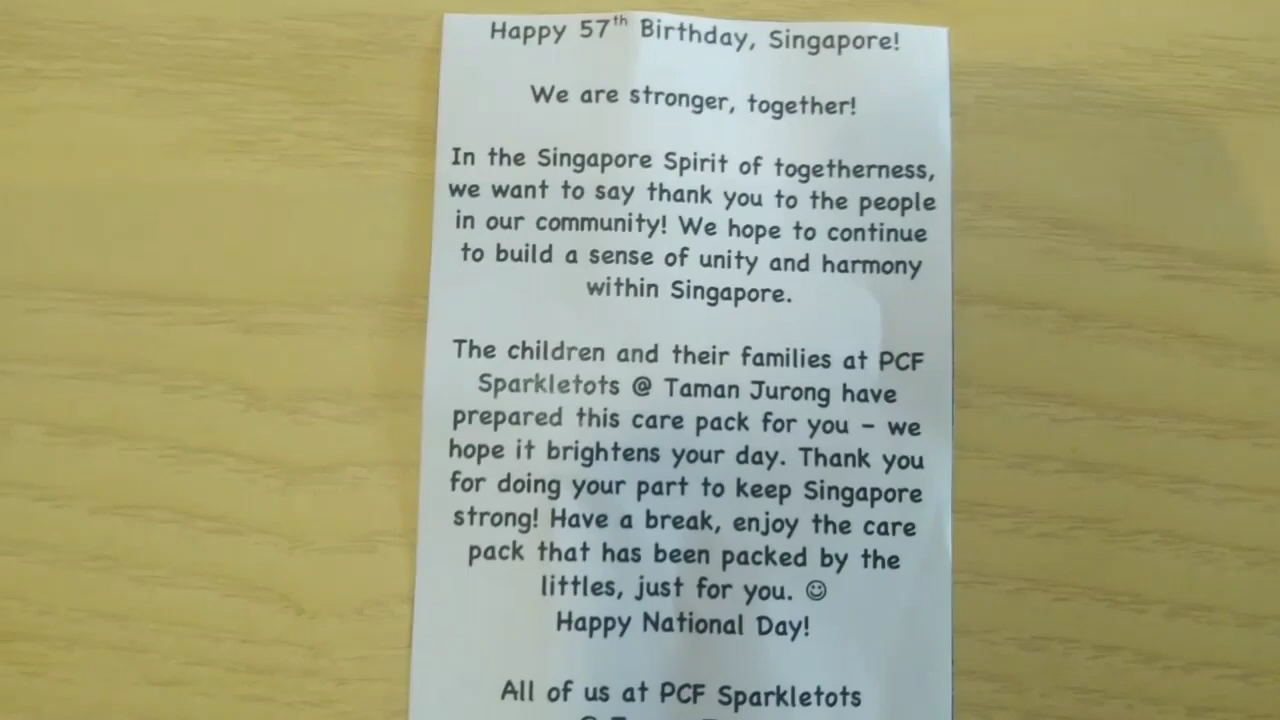 Happy 57th Birthday, Singapore!
We are stronger, together!
In the Singapore Spirit of togetherness,
we want to say thank you to the people
in our community! We hope to continue
to build a sense of unity and harmony
within Singapore.
The children and their families at PCF
Sparkletots @ Taman Jurong have
prepared this care pack for you – we
hope it brightens your day. Thank you
for doing your part to keep Singapore
strong! Have a break, enjoy the care
pack that has been packed by the
littles, just for you. ☺
Happy National Day!
All of us at PCF Sparkletots